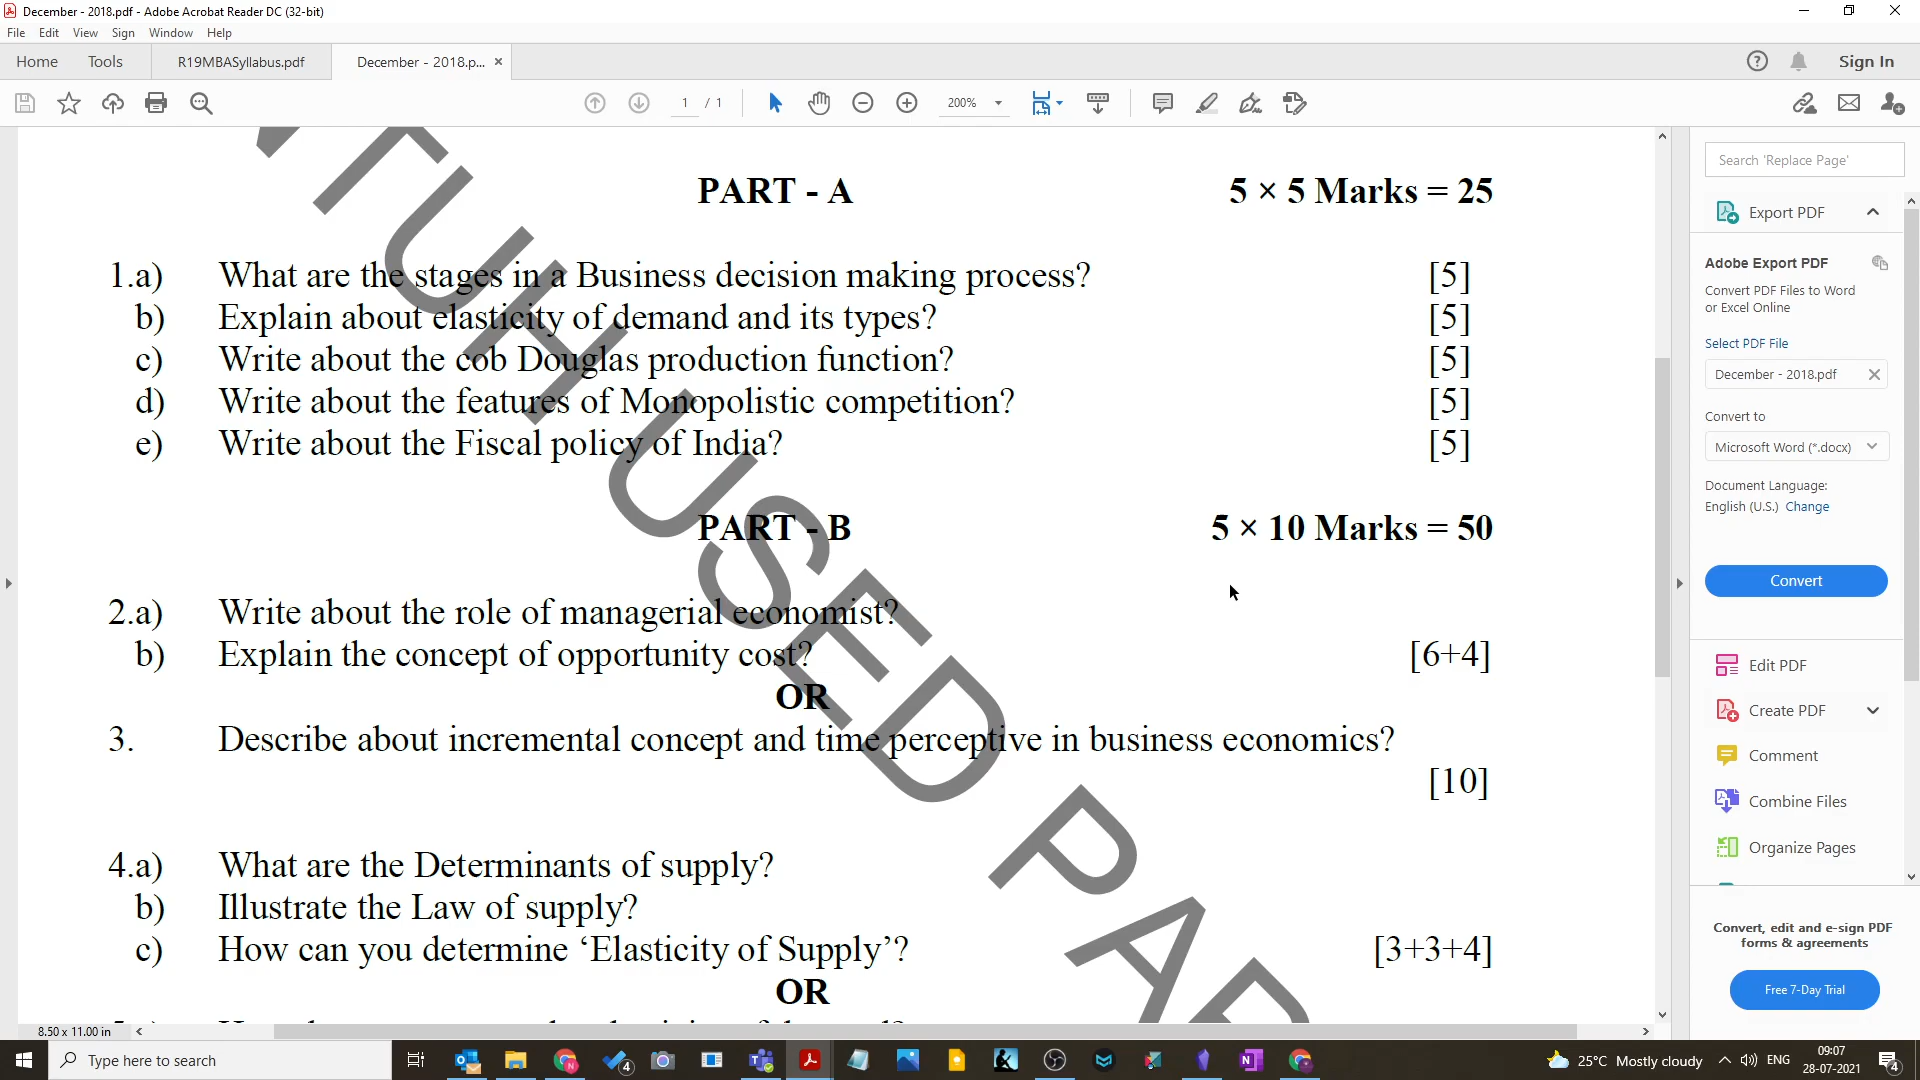 December - 2018.pdf - Adobe Acrobat Reader DC (32-bit)
File Edit View Sign Window Help
Home Tools R19MBASyllabus.pdf December - 2018.p... × Sign In
1 / 1 200%
JNTUH USED PAP
PART - A 5 × 5 Marks = 25
1.a) What are the stages in a Business decision making process? [5]
b) Explain about elasticity of demand and its types? [5]
c) Write about the cob Douglas production function? [5]
d) Write about the features of Monopolistic competition? [5]
e) Write about the Fiscal policy of India? [5]
PART - B 5 × 10 Marks = 50
2.a) Write about the role of managerial economist?
b) Explain the concept of opportunity cost? [6+4]
OR
3. Describe about incremental concept and time perceptive in business economics?
[10]
4.a) What are the Determinants of supply?
b) Illustrate the Law of supply?
c) How can you determine ‘Elasticity of Supply’? [3+3+4]
OR
8.50 x 11.00 in
Search 'Replace Page'
Export PDF
Adobe Export PDF
Convert PDF Files to Word
or Excel Online
Select PDF File
December - 2018.pdf
Convert to
Microsoft Word (*.docx)
Document Language:
English (U.S.) Change
Convert
Edit PDF
Create PDF
Comment
Combine Files
Organize Pages
Convert, edit and e-sign PDF
forms & agreements
Free 7-Day Trial
Type here to search
4
25°C Mostly cloudy
ENG
09:07
28-07-2021
4